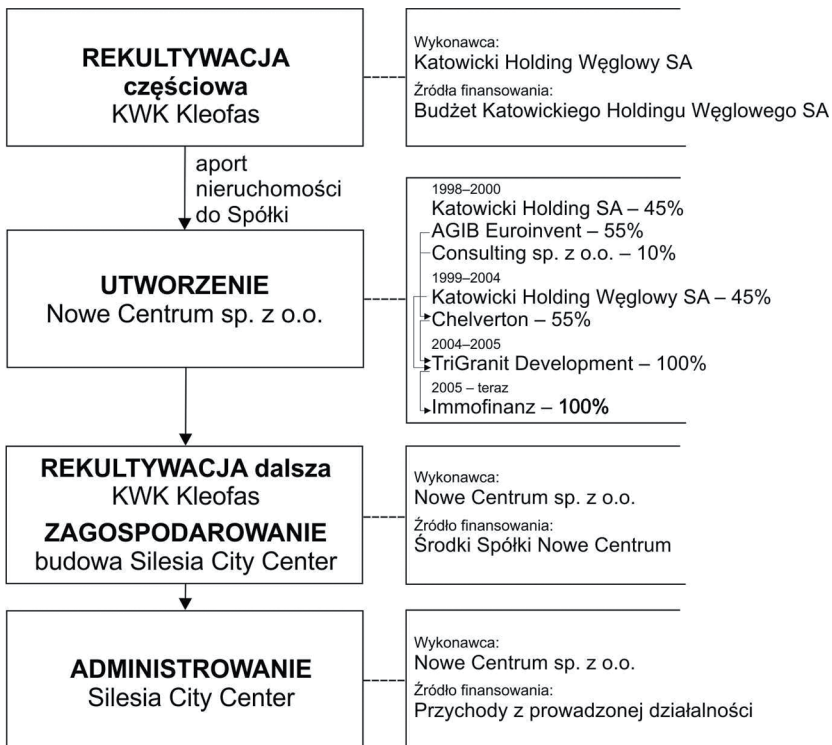 REKULTYWACJA
częściowa
KWK Kleofas
Wykonawca:
Katowicki Holding Węglowy SA
Źródła finansowania:
Budżet Katowickiego Holdingu Węglowego SA
aport
nieruchomości
do Spółki
UTWORZENIE
Nowe Centrum sp. z o.o.
1998–2000
Katowicki Holding SA – 45%
AGIB Euroinvent – 55%
Consulting sp. z o.o. – 10%
1999–2004
Katowicki Holding Węglowy SA – 45%
Chelverton – 55%
2004–2005
TriGranit Development – 100%
2005 – teraz
Immofinanz – 100%
REKULTYWACJA dalsza
KWK Kleofas
ZAGOSPODAROWANIE
budowa Silesia City Center
Wykonawca:
Nowe Centrum sp. z o.o.
Źródło finansowania:
Środki Spółki Nowe Centrum
ADMINISTROWANIE
Silesia City Center
Wykonawca:
Nowe Centrum sp. z o.o.
Źródło finansowania:
Przychody z prowadzonej działalności